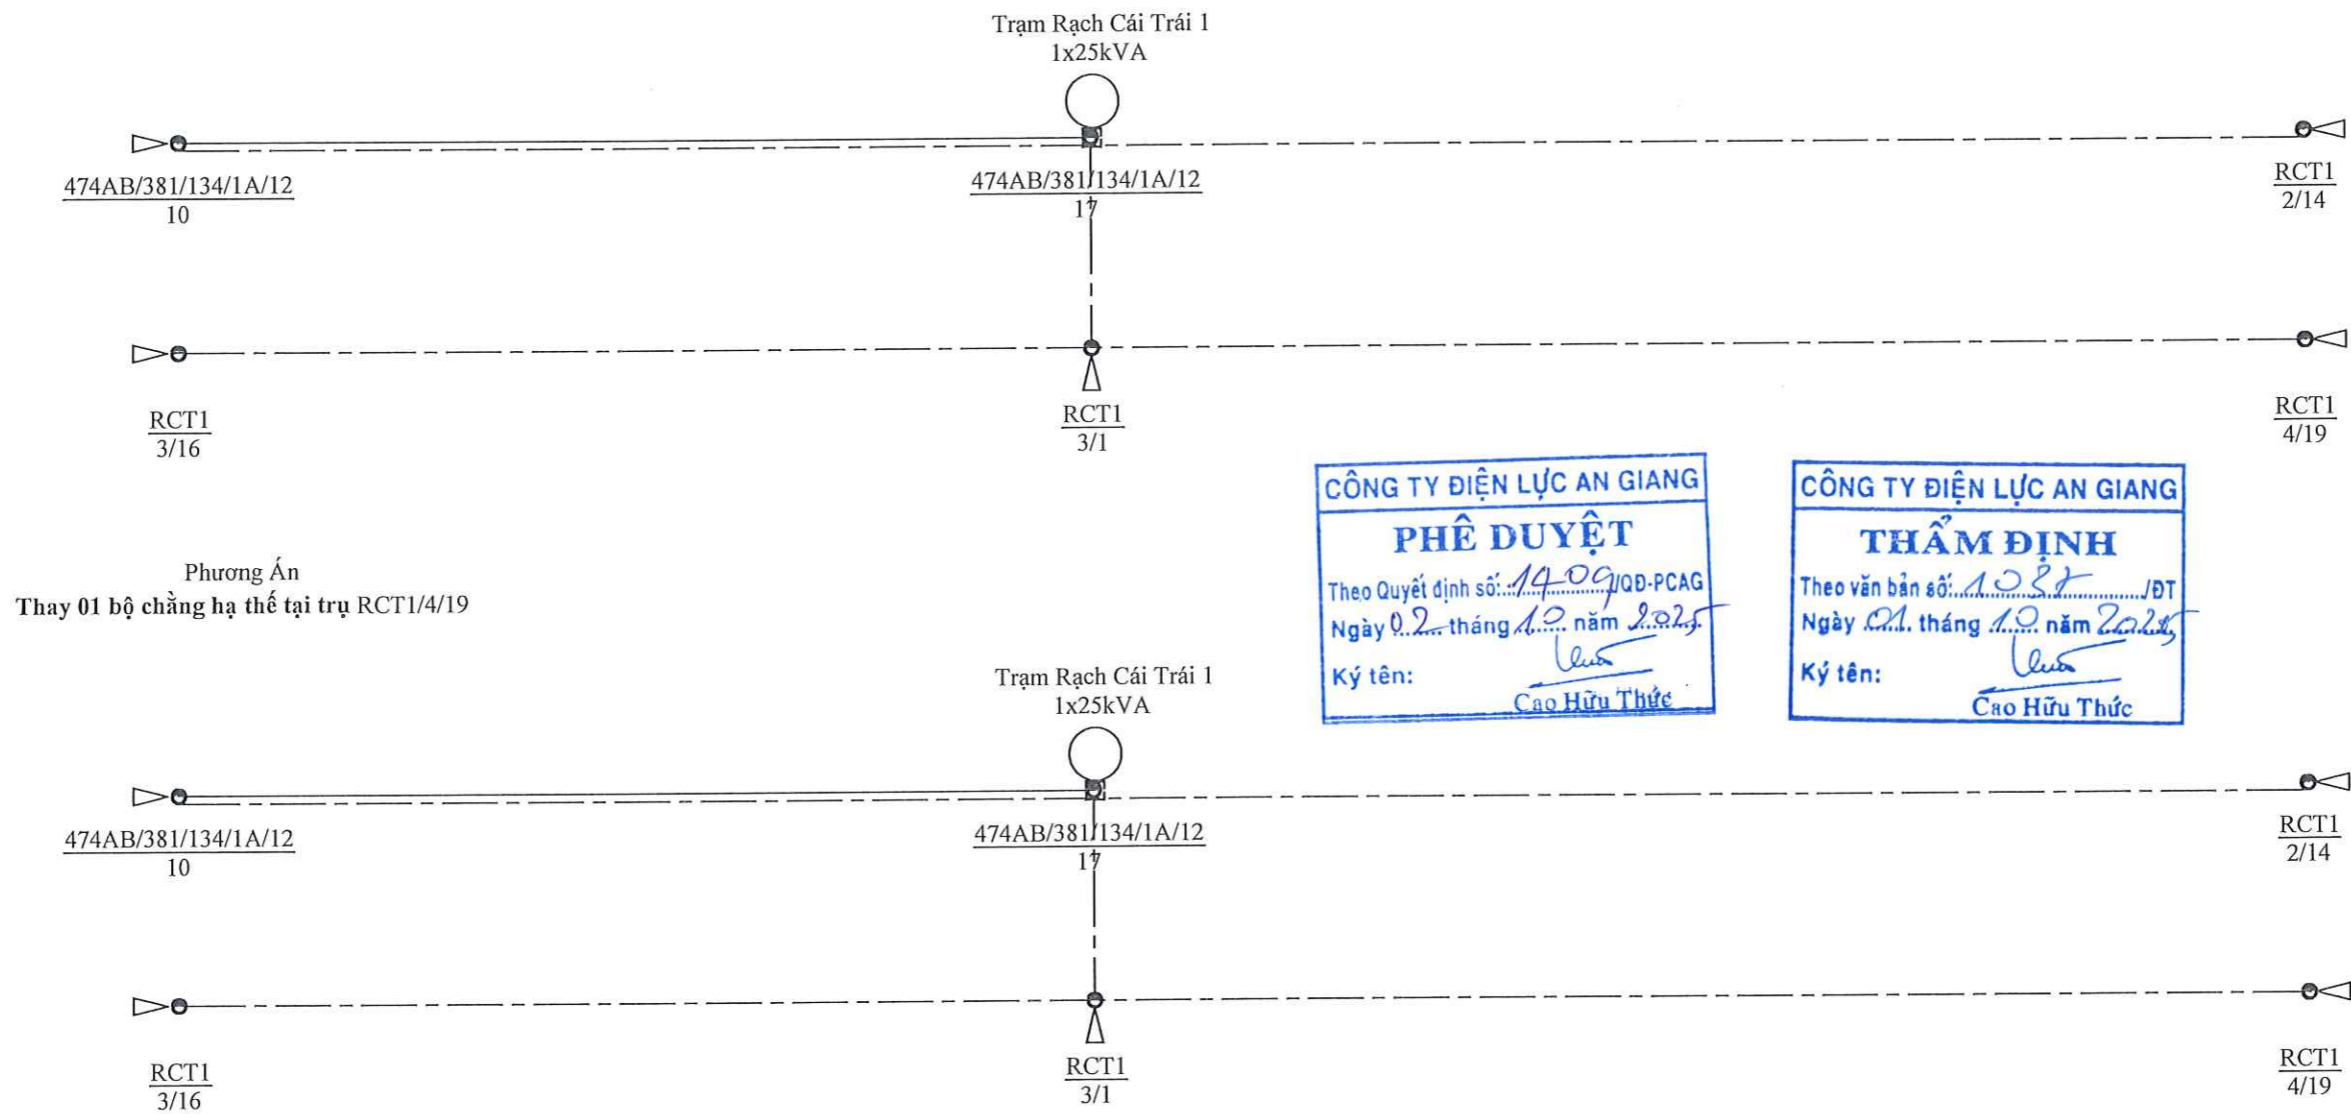 Trạm Rạch Cái Trái 1
1x25kVA
474AB/381/134/1A/12
10
474AB/381/134/1A/12
17
RCT1
2/14
RCT1
3/16
RCT1
3/1
RCT1
4/19
Phương Án
Thay 01 bộ chằng hạ thế tại trụ RCT1/4/19
CÔNG TY ĐIỆN LỰC AN GIANG
PHÊ DUYỆT
Theo Quyết định số: 1409/QĐ-PCAG
Ngày 02 tháng 10 năm 2025
Ký tên:
Cao Hữu Thức
CÔNG TY ĐIỆN LỰC AN GIANG
THẨM ĐỊNH
Theo văn bản số: /ĐT
Ngày 01 tháng 10 năm 2025
Ký tên:
Cao Hữu Thức
Trạm Rạch Cái Trái 1
1x25kVA
474AB/381/134/1A/12
10
474AB/381/134/1A/12
17
RCT1
2/14
RCT1
3/16
RCT1
3/1
RCT1
4/19